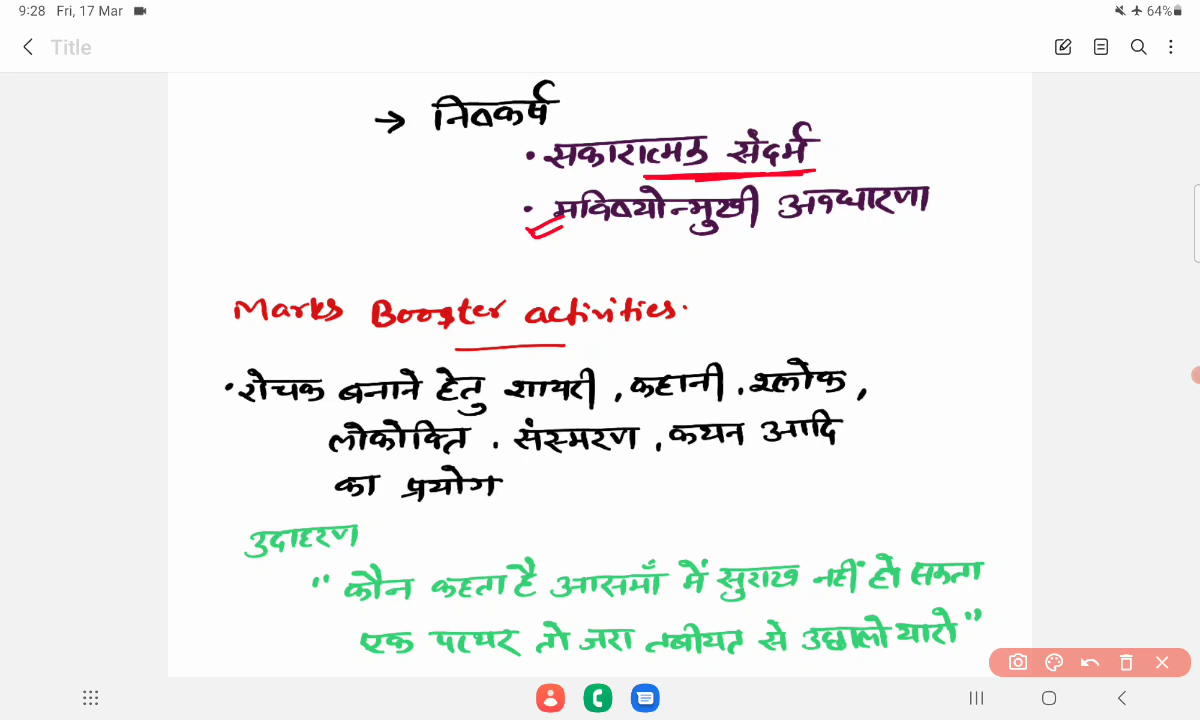 9:28 Fri, 17 Mar 64%
Title
→ निष्कर्ष
• सकारात्मक संदर्भ
• भविष्योन्मुखी अवधारणा
Marks Booster activities.
• रोचक बनाने हेतु शायरी, कहानी, श्लोक,
लोकोक्ति, संस्मरण, कथन आदि
का प्रयोग
उदाहरण
"कौन कहता है आसमाँ में सुराख नहीं हो सकता
एक पत्थर तो जरा तबीयत से उछालो यारो"